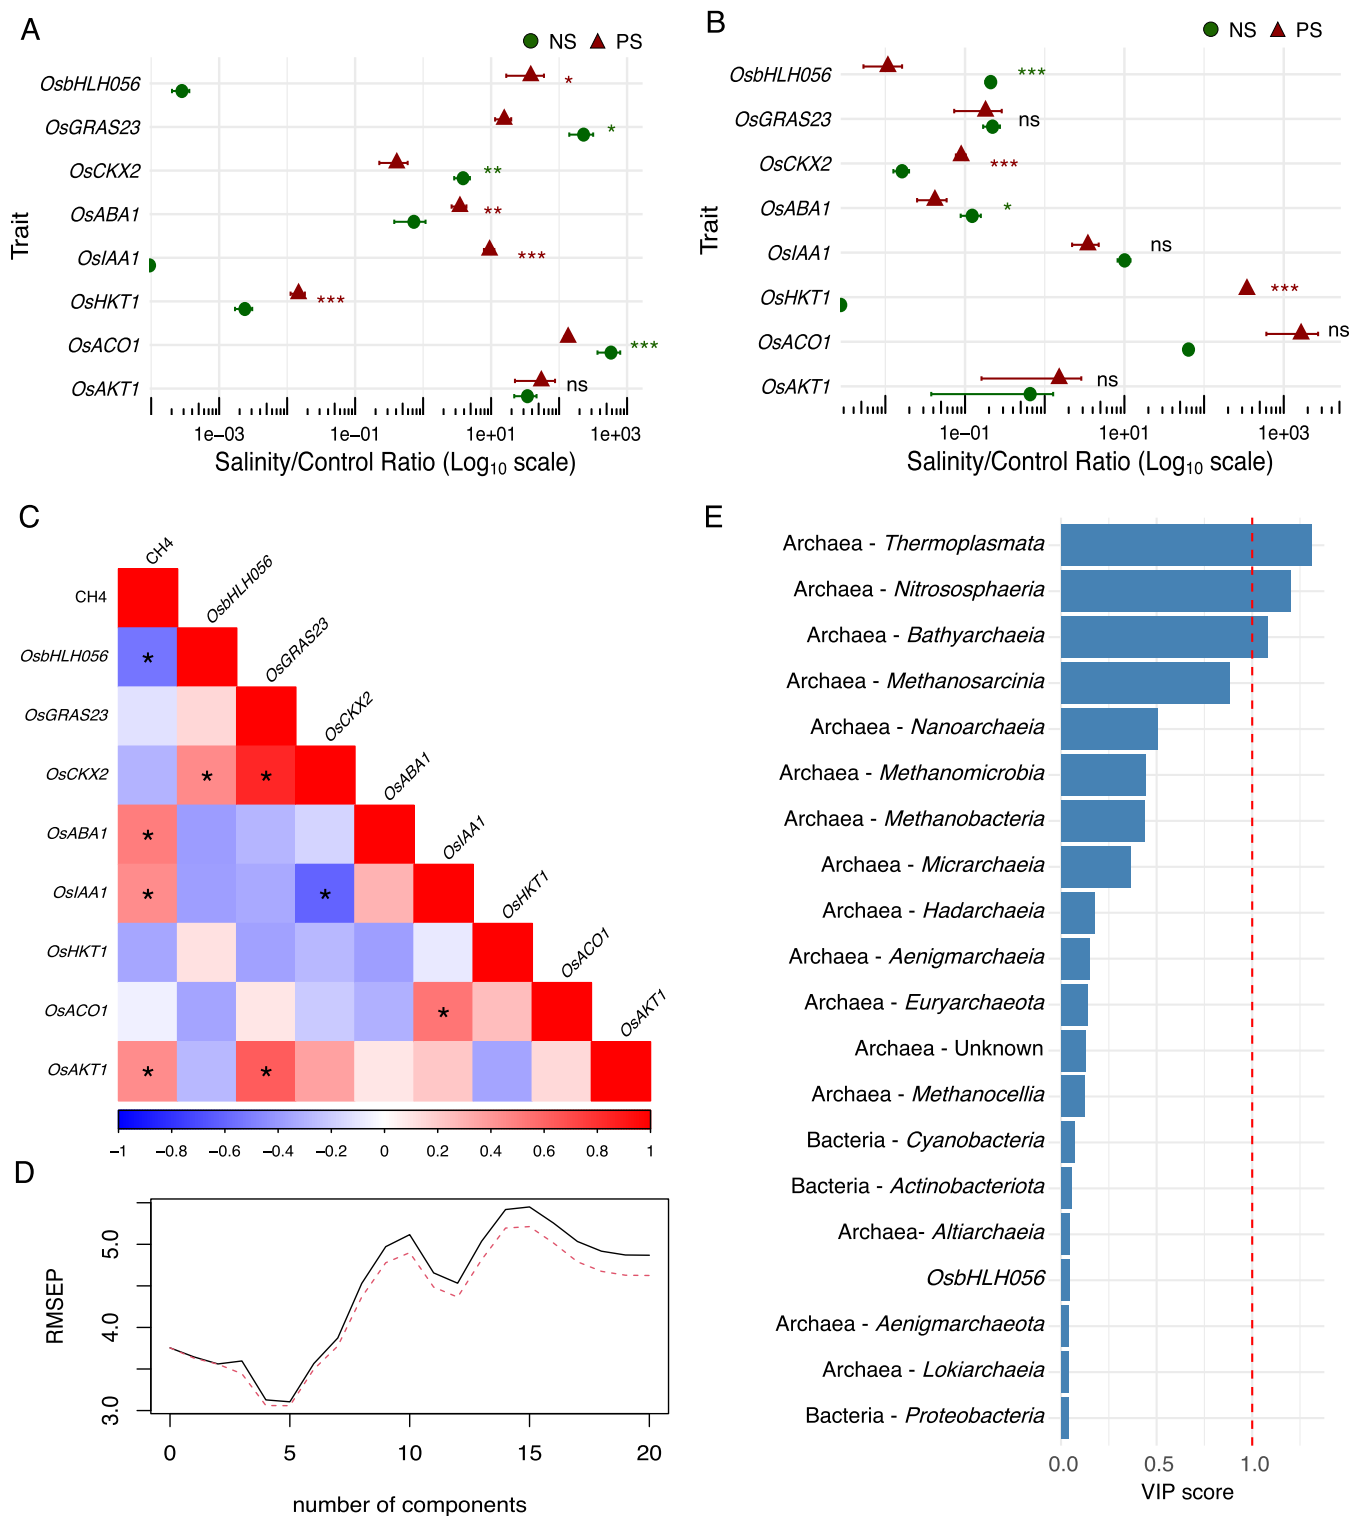 A
NS PS
OsbHLH056
*
OsGRAS23
*
OsCKX2
**
OsABA1
**
OsIAA1
***
OsHKT1
***
OsACO1
***
OsAKT1
ns
Trait
1e−03 1e−01 1e+01 1e+03
Salinity/Control Ratio (Log10 scale)
B
NS PS
OsbHLH056
***
OsGRAS23
ns
OsCKX2
***
OsABA1
*
OsIAA1
ns
OsHKT1
***
OsACO1
ns
OsAKT1
ns
Trait
1e−01 1e+01 1e+03
Salinity/Control Ratio (Log10 scale)
C
CH4
OsbHLH056
OsGRAS23
OsCKX2
OsABA1
OsIAA1
OsHKT1
OsACO1
OsAKT1
CH4
OsbHLH056
*
OsGRAS23
OsCKX2
* *
OsABA1
*
OsIAA1
* *
OsHKT1
OsACO1
*
OsAKT1
* *
−1 −0.8 −0.6 −0.4 −0.2 0 0.2 0.4 0.6 0.8 1
D
RMSEP
5.0
4.0
3.0
0 5 10 15 20
number of components
E
Archaea - Thermoplasmata
Archaea - Nitrososphaeria
Archaea - Bathyarchaeia
Archaea - Methanosarcinia
Archaea - Nanoarchaeia
Archaea - Methanomicrobia
Archaea - Methanobacteria
Archaea - Micrarchaeia
Archaea - Hadarchaeia
Archaea - Aenigmarchaeia
Archaea - Euryarchaeota
Archaea - Unknown
Archaea - Methanocellia
Bacteria - Cyanobacteria
Bacteria - Actinobacteriota
Archaea- Altiarchaeia
OsbHLH056
Archaea - Aenigmarchaeota
Archaea - Lokiarchaeia
Bacteria - Proteobacteria
0.0 0.5 1.0
VIP score